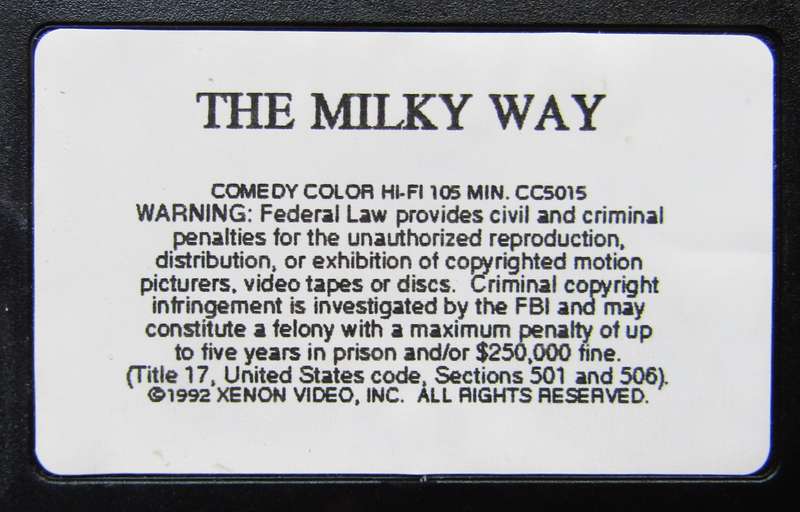 THE MILKY WAY
COMEDY COLOR HI-FI 105 MIN. CC5015
WARNING: Federal Law provides civil and criminal
penalties for the unauthorized reproduction,
distribution, or exhibition of copyrighted motion
picturers, video tapes or discs. Criminal copyright
infringement is investigated by the FBI and may
constitute a felony with a maximum penalty of up
to five years in prison and/or $250,000 fine.
(Title 17, United States code, Sections 501 and 506).
©1992 XENON VIDEO, INC. ALL RIGHTS RESERVED.